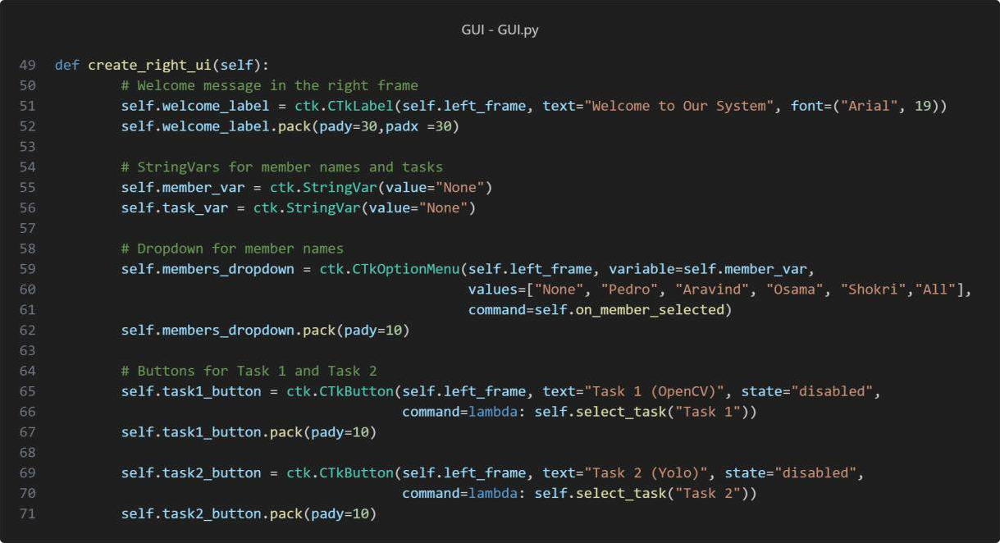 GUI - GUI.py
49 def create_right_ui(self):
50         # Welcome message in the right frame
51         self.welcome_label = ctk.CTkLabel(self.left_frame, text="Welcome to Our System", font=("Arial", 19))
52         self.welcome_label.pack(pady=30,padx =30)
53
54         # StringVars for member names and tasks
55         self.member_var = ctk.StringVar(value="None")
56         self.task_var = ctk.StringVar(value="None")
57
58         # Dropdown for member names
59         self.members_dropdown = ctk.CTkOptionMenu(self.left_frame, variable=self.member_var,
60                                                   values=["None", "Pedro", "Aravind", "Osama", "Shokri","All"],
61                                                   command=self.on_member_selected)
62         self.members_dropdown.pack(pady=10)
63
64         # Buttons for Task 1 and Task 2
65         self.task1_button = ctk.CTkButton(self.left_frame, text="Task 1 (OpenCV)", state="disabled",
66                                           command=lambda: self.select_task("Task 1"))
67         self.task1_button.pack(pady=10)
68
69         self.task2_button = ctk.CTkButton(self.left_frame, text="Task 2 (Yolo)", state="disabled",
70                                           command=lambda: self.select_task("Task 2"))
71         self.task2_button.pack(pady=10)